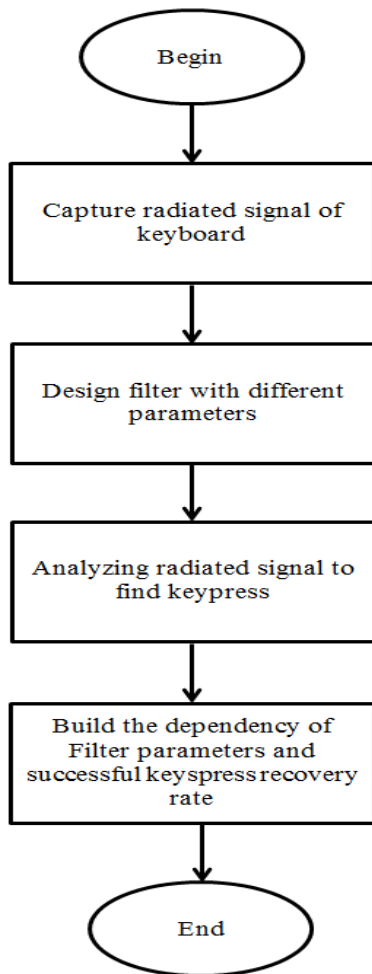 Begin
Capture radiated signal of
keyboard
Design filter with different
parameters
Analyzing radiated signal to
find keypress
Build the dependency of
Filter parameters and
successful keyspress recovery
rate
End